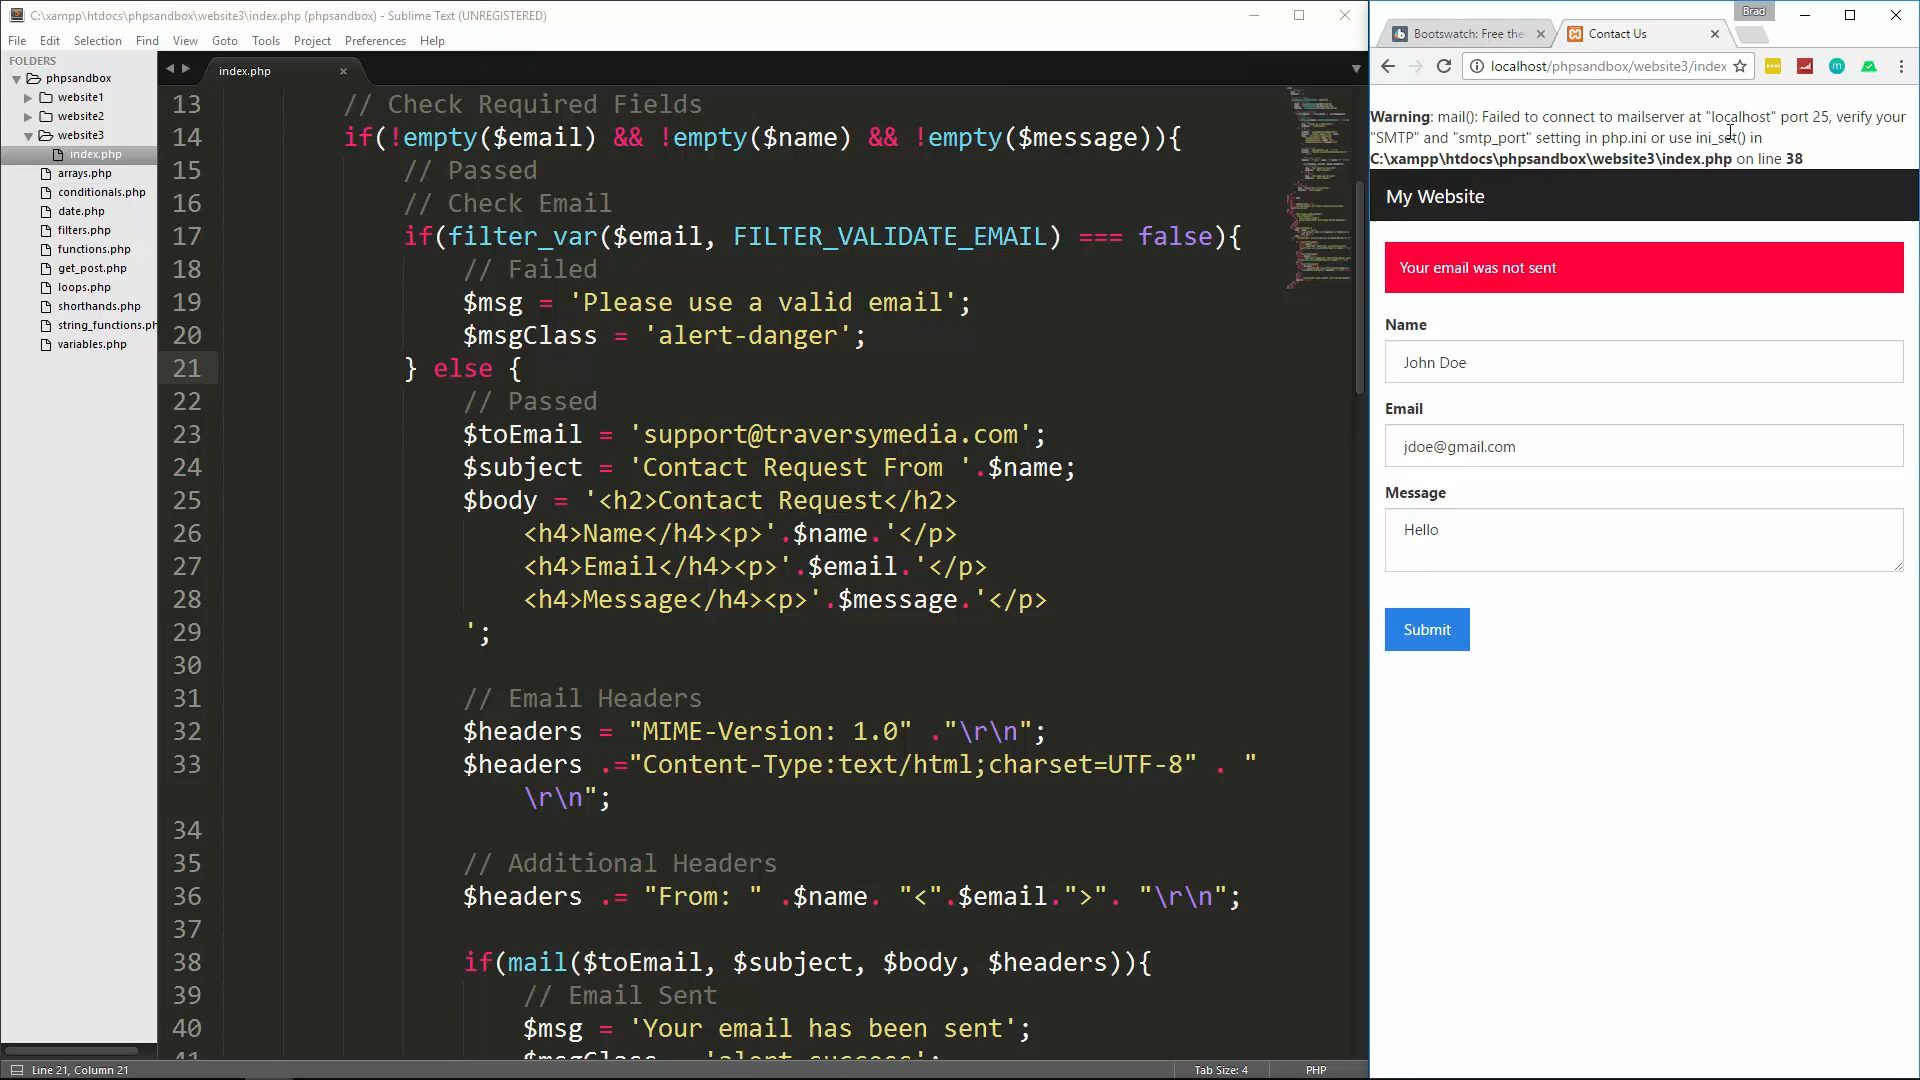 C:\xampp\htdocs\phpsandbox\website3\index.php (phpsandbox) - Sublime Text (UNREGISTERED)
File Edit Selection Find View Goto Tools Project Preferences Help
FOLDERS
phpsandbox
website1
website2
website3
index.php
arrays.php
conditionals.php
date.php
filters.php
functions.php
get_post.php
loops.php
shorthands.php
string_functions.ph
variables.php
index.php
13 // Check Required Fields
14 if(!empty($email) && !empty($name) && !empty($message)){
15 // Passed
16 // Check Email
17 if(filter_var($email, FILTER_VALIDATE_EMAIL) === false){
18 // Failed
19 $msg = 'Please use a valid email';
20 $msgClass = 'alert-danger';
21 } else {
22 // Passed
23 $toEmail = 'support@traversymedia.com';
24 $subject = 'Contact Request From '.$name;
25 $body = '<h2>Contact Request</h2>
26 <h4>Name</h4><p>'.$name.'</p>
27 <h4>Email</h4><p>'.$email.'</p>
28 <h4>Message</h4><p>'.$message.'</p>
29 ';
30
31 // Email Headers
32 $headers = "MIME-Version: 1.0" ."\r\n";
33 $headers .="Content-Type:text/html;charset=UTF-8" . "
\r\n";
34
35 // Additional Headers
36 $headers .= "From: " .$name. "<".$email.">". "\r\n";
37
38 if(mail($toEmail, $subject, $body, $headers)){
39 // Email Sent
40 $msg = 'Your email has been sent';
41 $msgClass = 'alert-success';
Line 21, Column 21
Tab Size: 4
PHP
Brad
Bootswatch: Free the
Contact Us
localhost/phpsandbox/website3/index
Warning: mail(): Failed to connect to mailserver at "localhost" port 25, verify your
"SMTP" and "smtp_port" setting in php.ini or use ini_set() in
C:\xampp\htdocs\phpsandbox\website3\index.php on line 38
My Website
Your email was not sent
Name
John Doe
Email
jdoe@gmail.com
Message
Hello
Submit